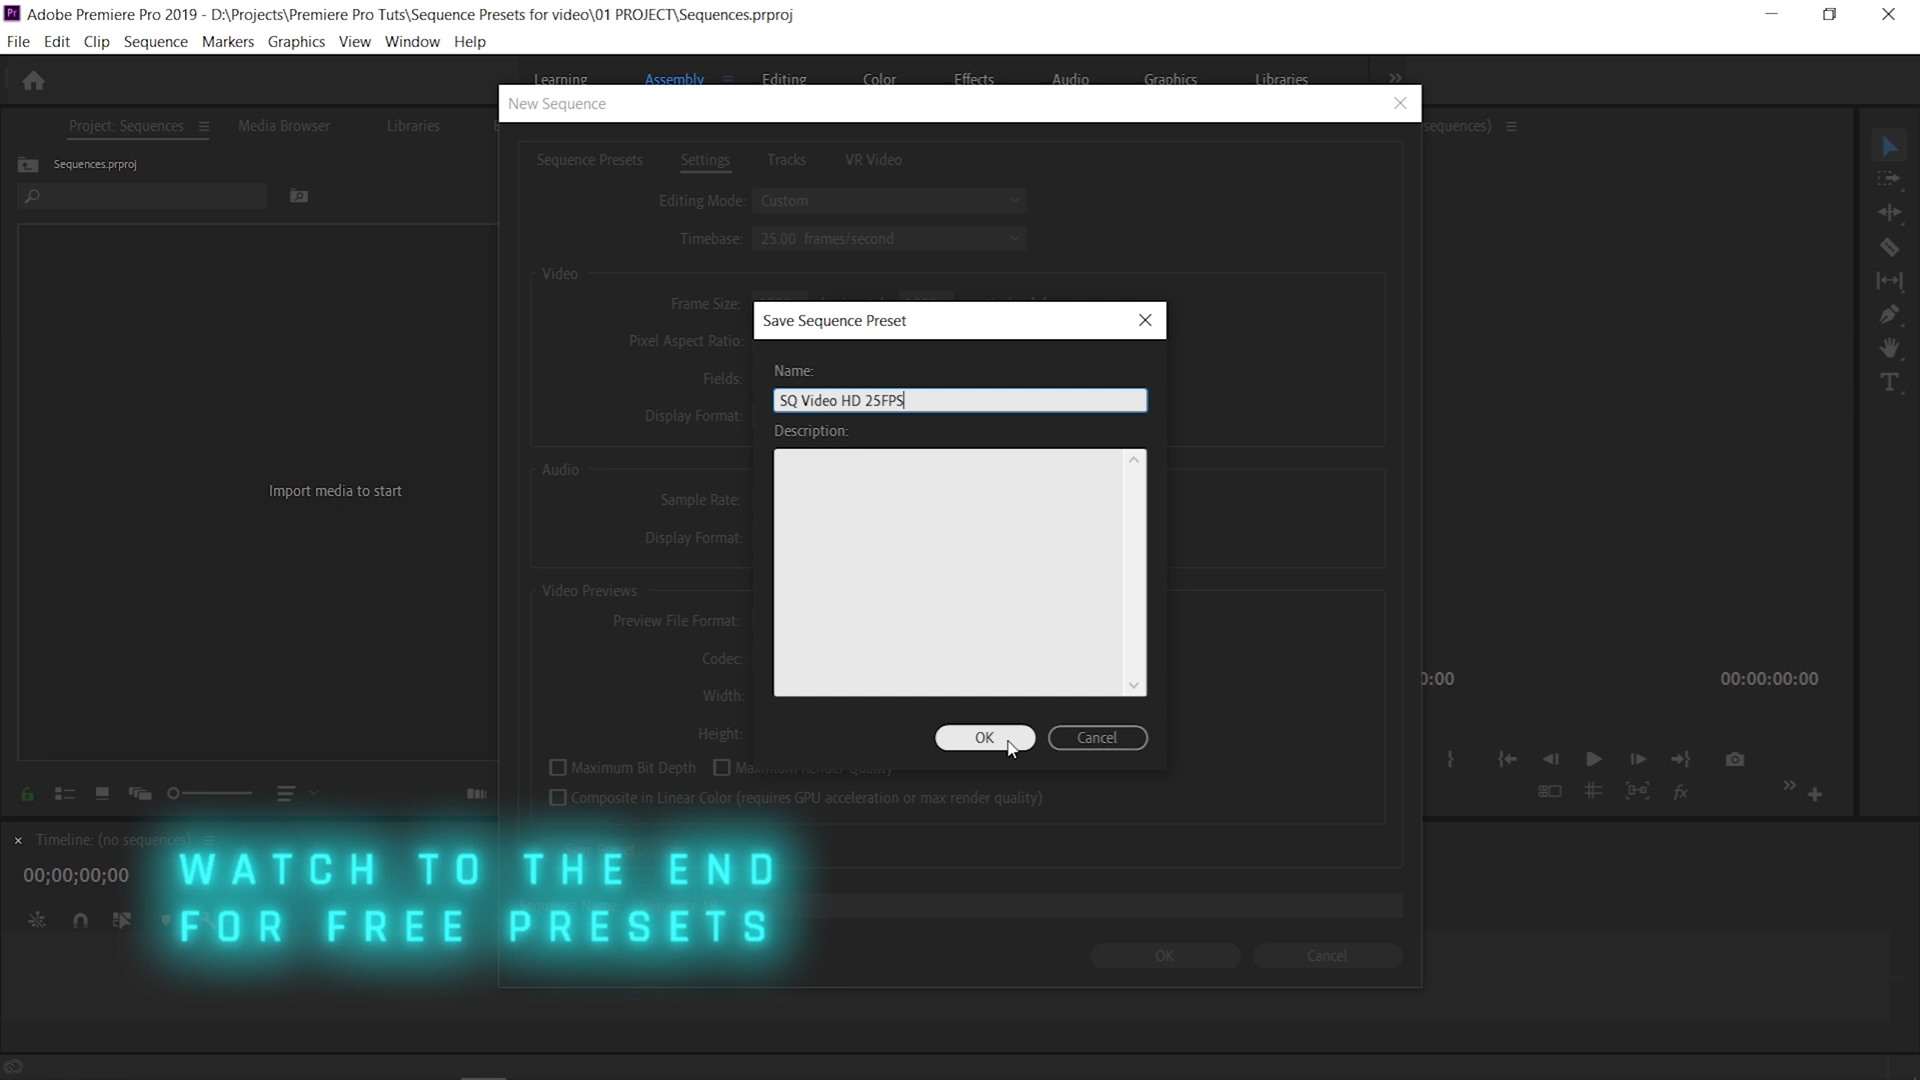 Adobe Premiere Pro 2019 - D:\Projects\Premiere Pro Tuts\Sequence Presets for video\01 PROJECT\Sequences.prproj
File Edit Clip Sequence Markers Graphics View Window Help
Learning Assembly Editing Color Effects Audio Graphics Libraries
New Sequence
Project: Sequences Media Browser Libraries
sequences)
Sequences.prproj
Sequence Presets Settings Tracks VR Video
Editing Mode: Custom
Timebase: 25.00 frames/second
Video
Frame Size:
Save Sequence Preset
Pixel Aspect Ratio:
Name:
Fields:
SQ Video HD 25FPS
Display Format:
Description:
Audio
Import media to start
Sample Rate:
Display Format:
Video Previews
Preview File Format:
Codec:
:00 00:00:00:00
Width:
Height:
OK Cancel
Maximum Bit Depth Maximum Render Quality
Composite in Linear Color (requires GPU acceleration or max render quality)
Timeline: (no sequences)
00;00;00;00
WATCH TO THE END
FOR FREE PRESETS
OK Cancel